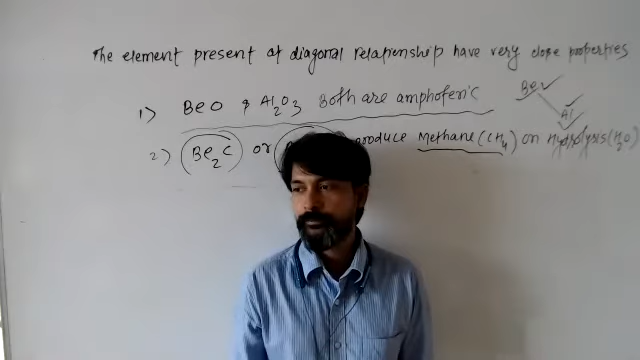 The element present at diagonal relationship have very close properties
1) BeO & Al2O3 Both are amphoteric
Be
Al
2) Be2C or produce Methane (CH4) on Hydrolysis (H2O)